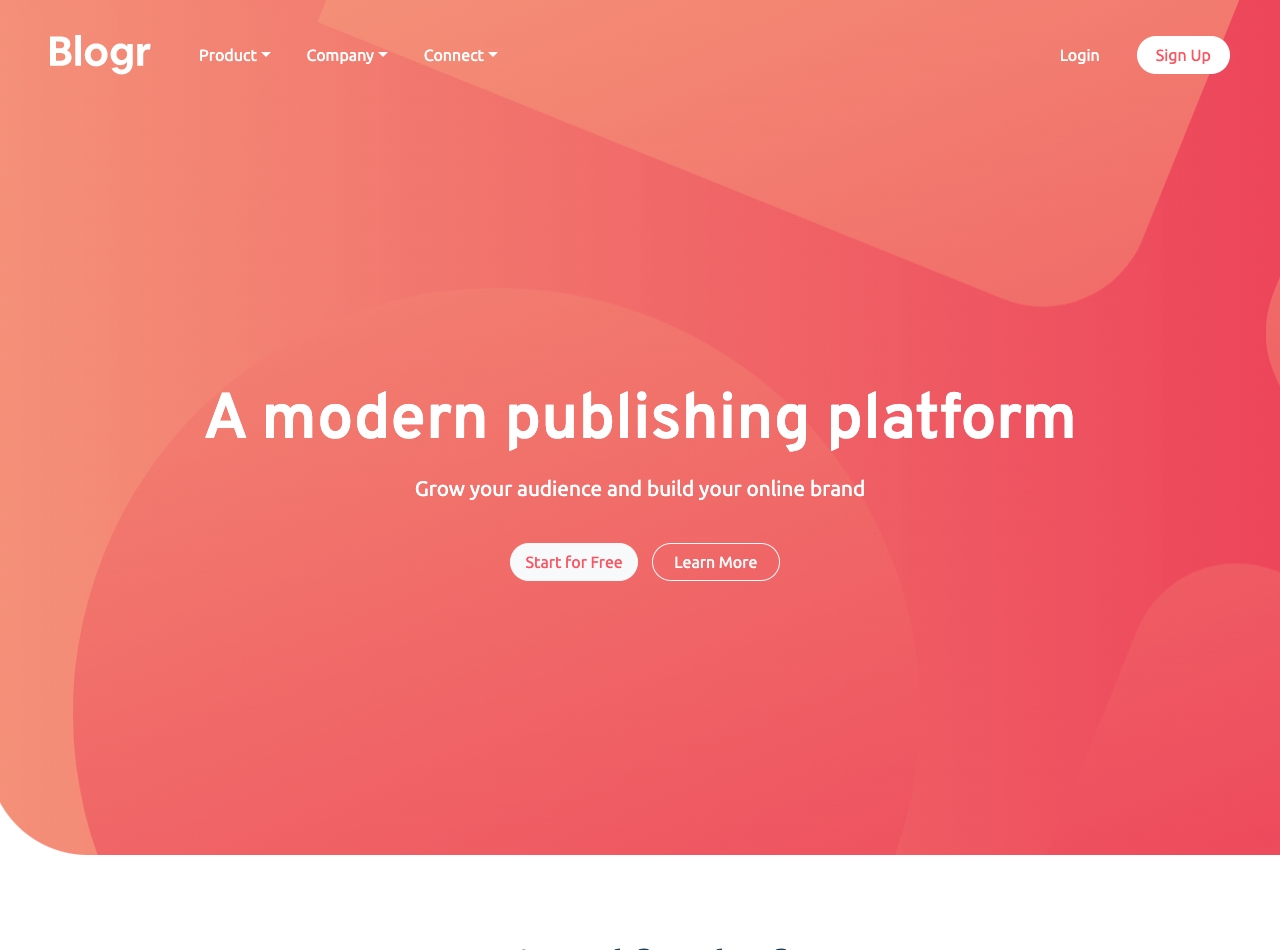 Blogr
Product
Company
Connect
Login
Sign Up
A modern publishing platform
Grow your audience and build your online brand
Start for Free
Learn More